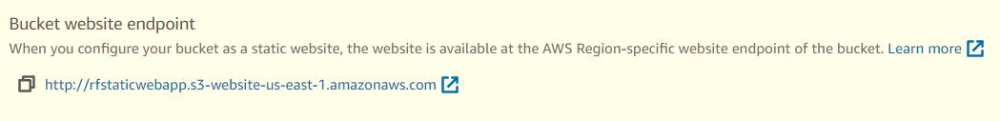 Bucket website endpoint
When you configure your bucket as a static website, the website is available at the AWS Region-specific website endpoint of the bucket. Learn more
http://rfstaticwebapp.s3-website-us-east-1.amazonaws.com